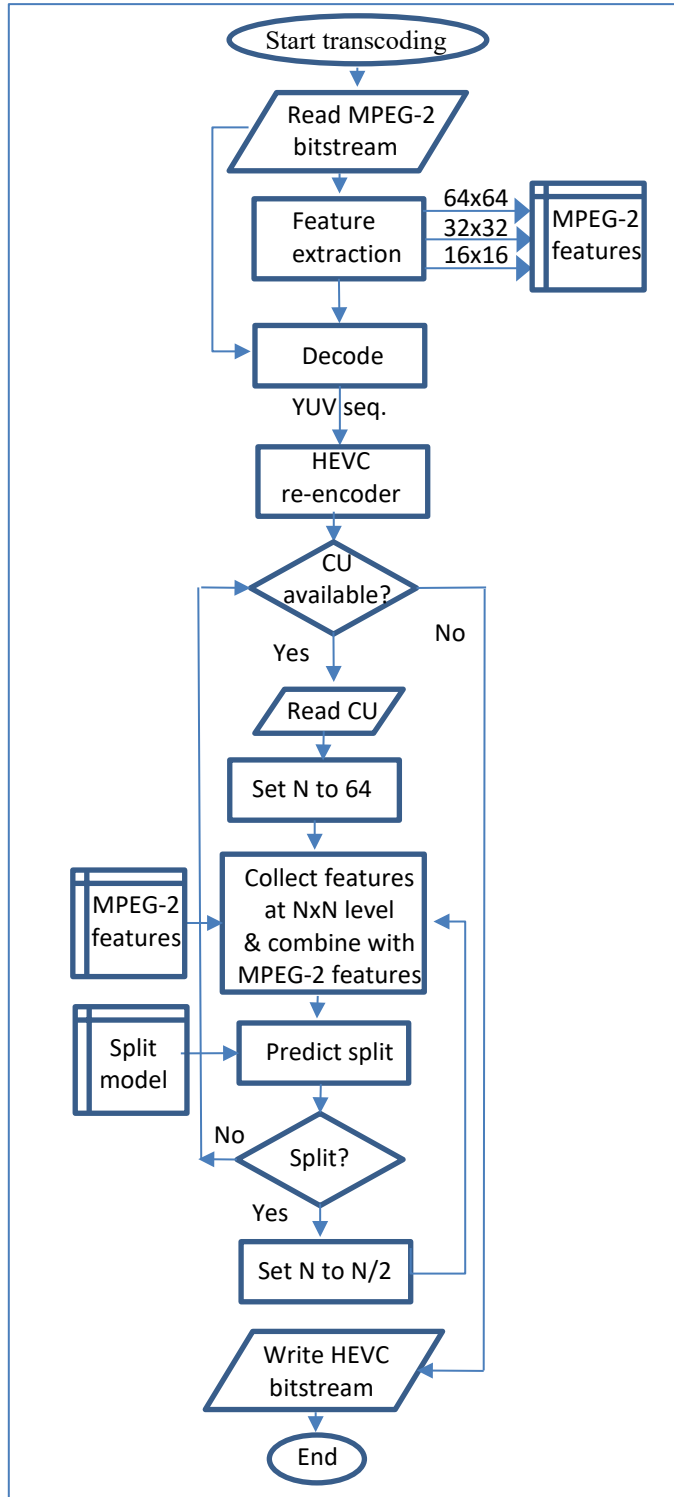 Start transcoding
Read MPEG-2
bitstream
Feature
extraction
64x64
32x32
16x16
MPEG-2
features
Decode
YUV seq.
HEVC
re-encoder
CU
available?
No
Yes
Read CU
Set N to 64
Collect features
at NxN level
& combine with
MPEG-2 features
MPEG-2
features
Predict split
Split
model
No
Split?
Yes
Set N to N/2
Write HEVC
bitstream
End